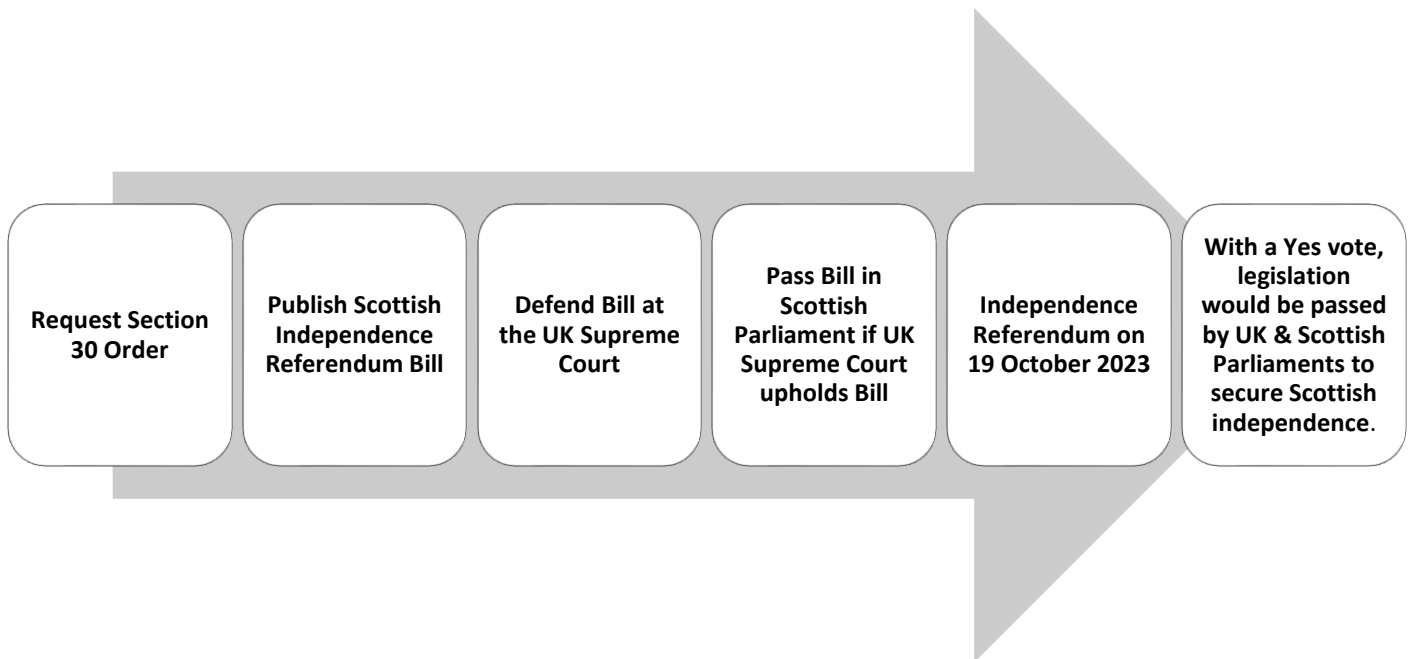 Request Section
30 Order
Publish Scottish
Independence
Referendum Bill
Defend Bill at
the UK Supreme
Court
Pass Bill in
Scottish
Parliament if UK
Supreme Court
upholds Bill
Independence
Referendum on
19 October 2023
With a Yes vote,
legislation
would be passed
by UK & Scottish
Parliaments to
secure Scottish
independence.